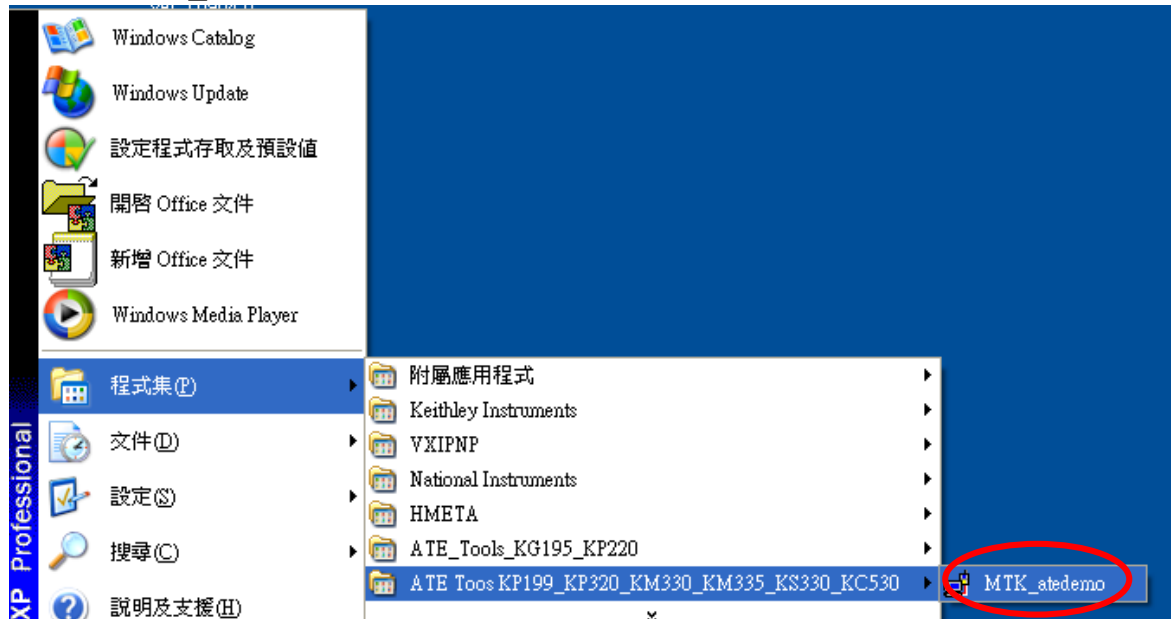 Windows Catalog
Windows Update
設定程式存取及預設值
開啓 Office 文件
新增 Office 文件
Windows Media Player
程式集(P)
文件(D)
設定(S)
搜尋(C)
說明及支援(H)
XP Professional
附屬應用程式
Keithley Instruments
VXIPNP
National Instruments
HMETA
ATE_Tools_KG195_KP220
ATE Toos KP199_KP320_KM330_KM335_KS330_KC530
MTK_atedemo